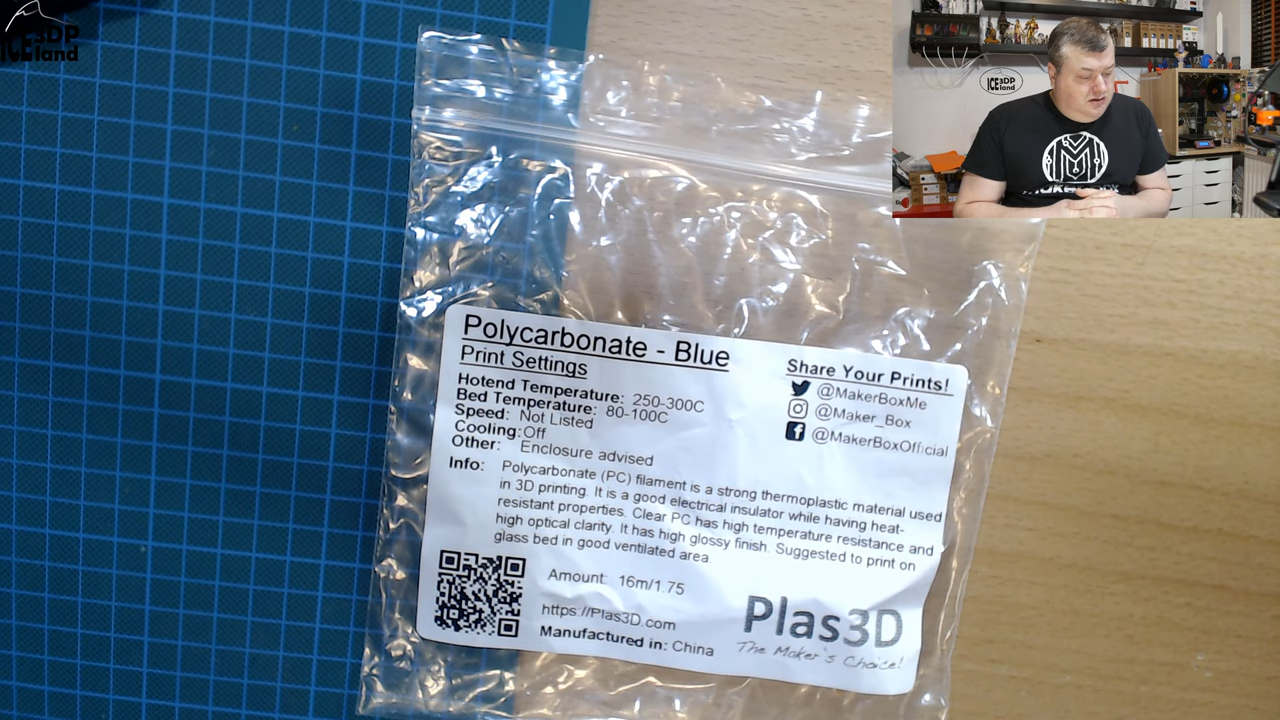 ICE 3DP land
ICE 3DP land
Polycarbonate - Blue
Print Settings
Hotend Temperature: 250-300C
Bed Temperature: 80-100C
Speed: Not Listed
Cooling: Off
Other: Enclosure advised
Info: Polycarbonate (PC) filament is a strong thermoplastic material used
in 3D printing. It is a good electrical insulator while having heat-
resistant properties. Clear PC has high temperature resistance and
high optical clarity. It has high glossy finish. Suggested to print on
glass bed in good ventilated area.
Share Your Prints!
@MakerBoxMe
@Maker_Box
@MakerBoxOfficial
Amount: 16m/1.75
https://Plas3D.com
Manufactured in: China
Plas3D
The Maker's Choice!